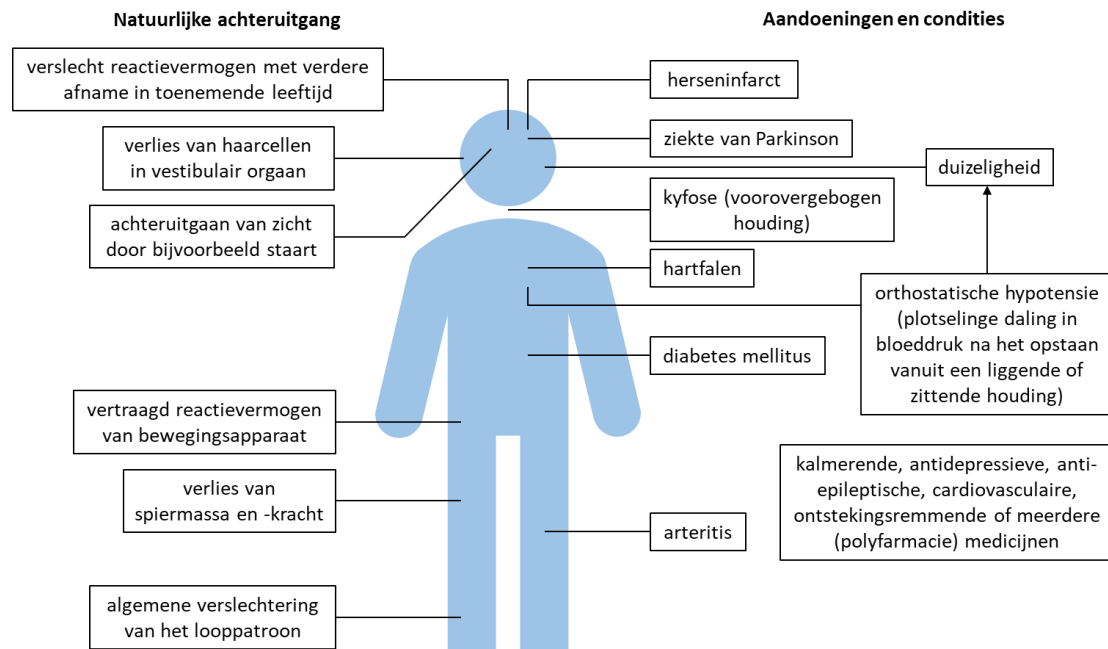 Natuurlijke achteruitgang
verslecht reactievermogen met verdere
afname in toenemende leeftijd
verlies van haarcellen
in vestibulair orgaan
achteruitgaan van zicht
door bijvoorbeeld staart
vertraagd reactievermogen
van bewegingsapparaat
verlies van
spiermassa en -kracht
algemene verslechtering
van het looppatroon
Aandoeningen en condities
herseninfarct
ziekte van Parkinson
duizeligheid
kyfose (voorovergebogen
houding)
hartfalen
orthostatische hypotensie
(plotselinge daling in
bloeddruk na het opstaan
vanuit een liggende of
zittende houding)
diabetes mellitus
kalmerende, antidepressieve, anti-
epileptische, cardiovasculaire,
ontstekingsremmende of meerdere
(polyfarmacie) medicijnen
arteritis